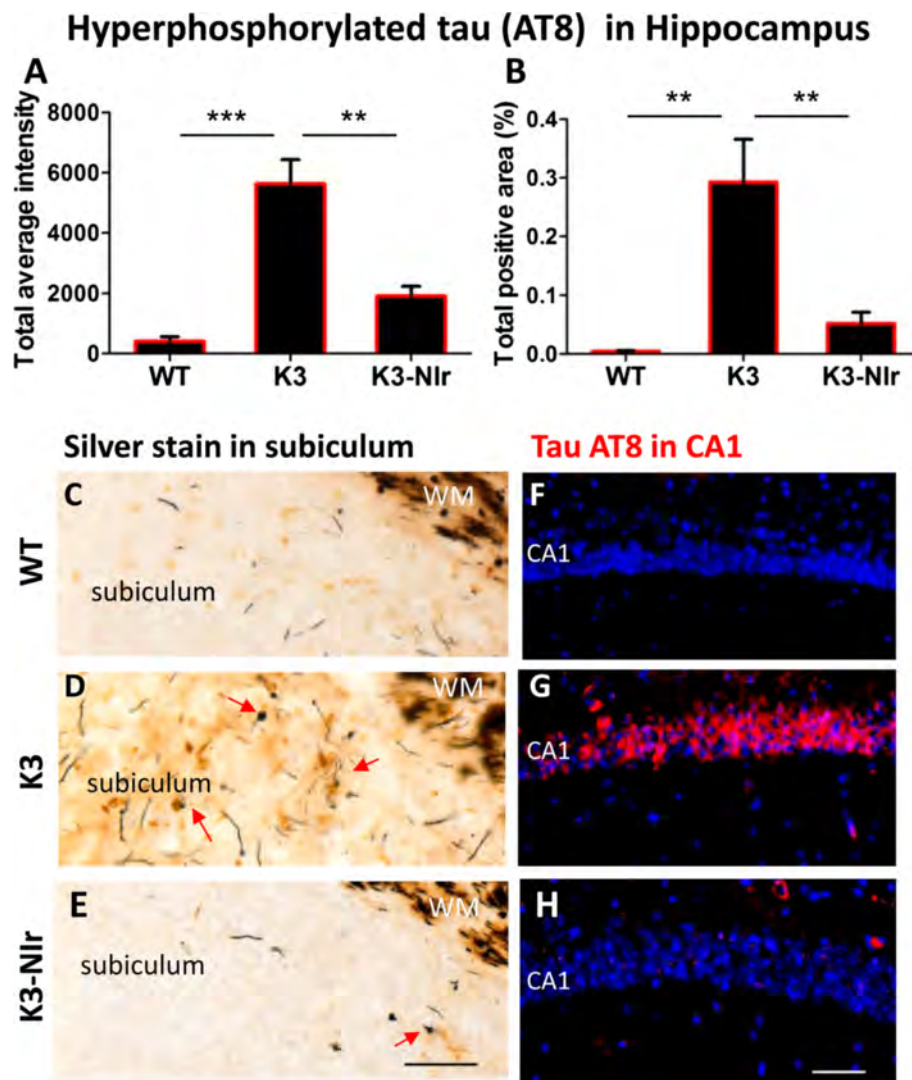 Hyperphosphorylated tau (AT8) in Hippocampus
A
Total average intensity
8000
6000
4000
2000
0
*** **
WT K3 K3-NIr
B
Total positive area (%)
0.4
0.3
0.2
0.1
0.0
** **
WT K3 K3-NIr
Silver stain in subiculum
Tau AT8 in CA1
WT
C
WM
subiculum
F
CA1
K3
D
WM
subiculum
G
CA1
K3-NIr
E
WM
subiculum
H
CA1